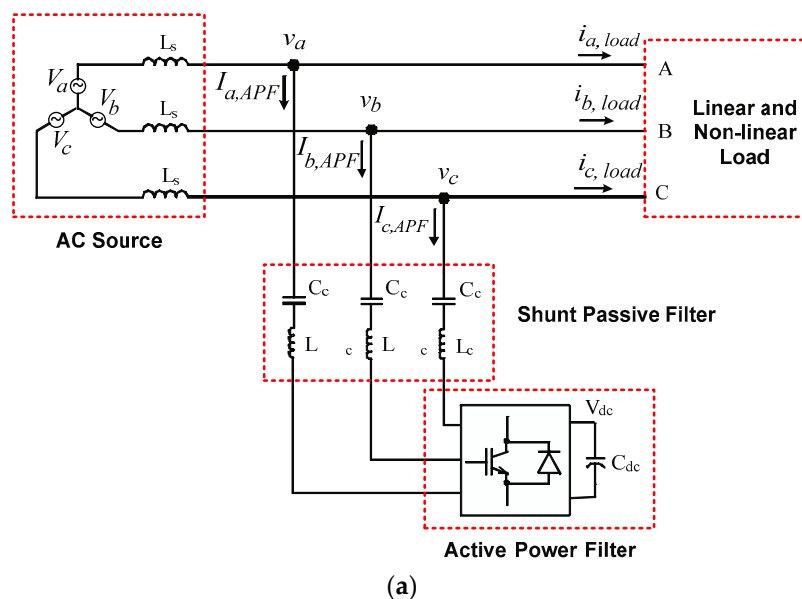 Ls
va
ia, load
Va
Ia,APF
A
Vb
vb
ib, load
Linear and
Non-linear
Load
Vc
Ls
Ib,APF
B
Ls
vc
ic, load
C
Ic,APF
AC Source
Cc
Cc
Cc
Shunt Passive Filter
L
c
L
c
Lc
Vdc
Cdc
Active Power Filter
(a)